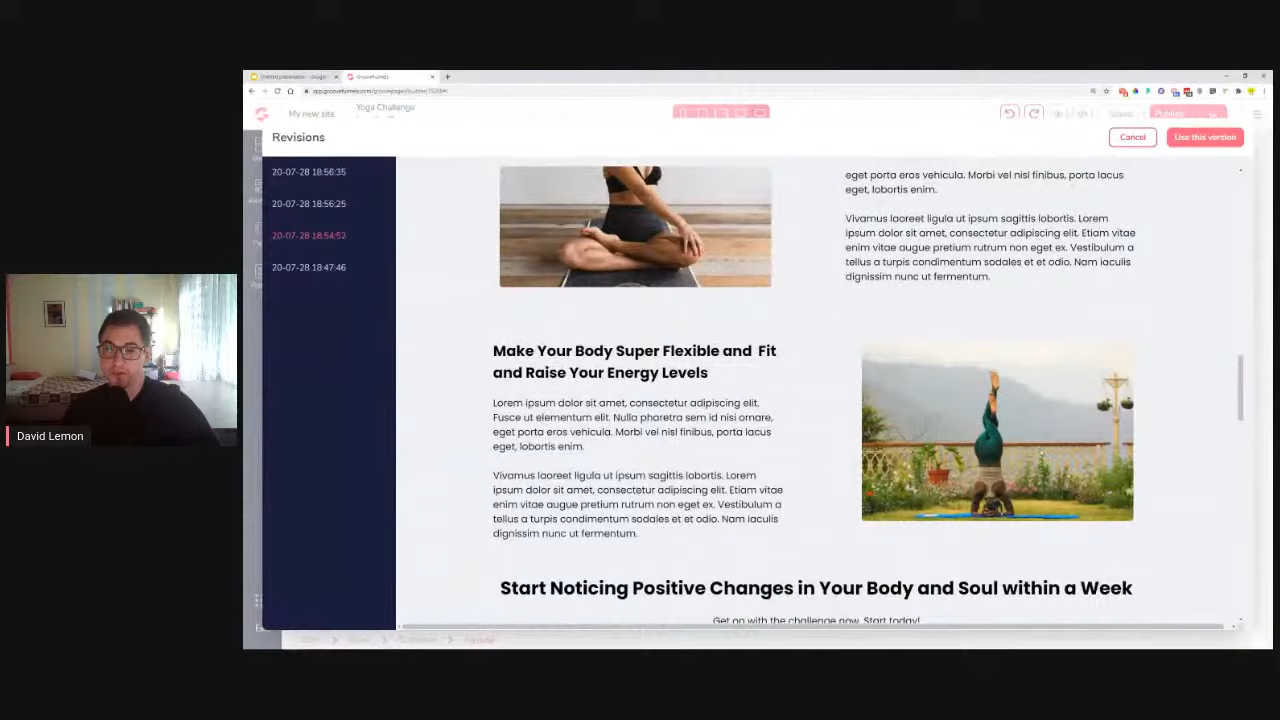 Groovefunnels
My new site
Yoga Challenge
Publish
Revisions
Cancel
Use this version
20-07-28 18:56:35
20-07-28 18:56:25
20-07-28 18:54:52
20-07-28 18:47:46
eget porta eros vehicula. Morbi vel nisl finibus, porta lacus
eget, lobortis enim.
Vivamus laoreet ligula ut ipsum sagittis lobortis. Lorem
ipsum dolor sit amet, consectetur adipiscing elit. Etiam vitae
enim vitae augue pretium rutrum non eget ex. Vestibulum a
tellus a turpis condimentum sodales et et odio. Nam iaculis
dignissim nunc ut fermentum.
Make Your Body Super Flexible and Fit
and Raise Your Energy Levels
Lorem ipsum dolor sit amet, consectetur adipiscing elit.
Fusce ut elementum elit. Nulla pharetra sem id nisi ornare,
eget porta eros vehicula. Morbi vel nisl finibus, porta lacus
eget, lobortis enim.
Vivamus laoreet ligula ut ipsum sagittis lobortis. Lorem
ipsum dolor sit amet, consectetur adipiscing elit. Etiam vitae
enim vitae augue pretium rutrum non eget ex. Vestibulum a
tellus a turpis condimentum sodales et et odio. Nam iaculis
dignissim nunc ut fermentum.
Start Noticing Positive Changes in Your Body and Soul within a Week
Get on with the challenge now. Start today!
David Lemon